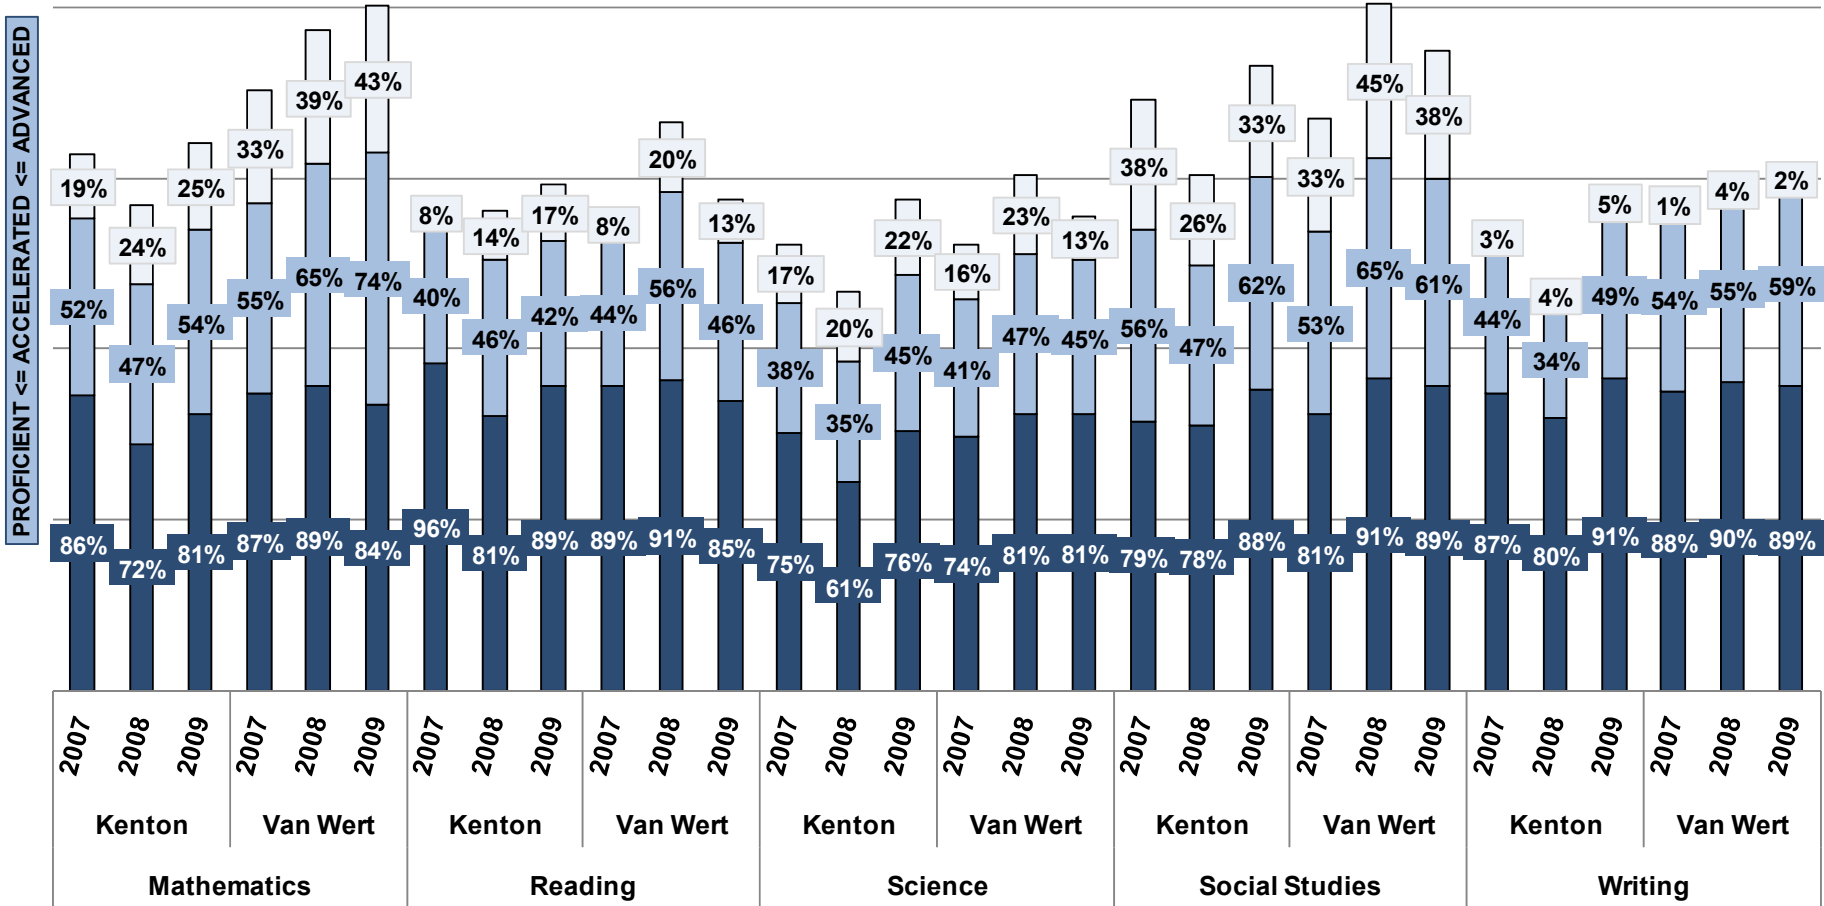 PROFICIENT <= ACCELERATED <= ADVANCED
19% 24% 25% 33% 39% 43% 8% 14% 17% 8% 20% 13% 17% 20% 22% 16% 23% 13% 38% 26% 33% 33% 45% 38% 3% 4% 5% 1% 4% 2%
52% 47% 54% 55% 65% 74% 40% 46% 42% 44% 56% 46% 38% 35% 45% 41% 47% 45% 56% 47% 62% 53% 65% 61% 44% 34% 49% 54% 55% 59%
86% 72% 81% 87% 89% 84% 96% 81% 89% 89% 91% 85% 75% 61% 76% 74% 81% 81% 79% 78% 88% 81% 91% 89% 87% 80% 91% 88% 90% 89%
2007 2008 2009 2007 2008 2009 2007 2008 2009 2007 2008 2009 2007 2008 2009 2007 2008 2009 2007 2008 2009 2007 2008 2009 2007 2008 2009 2007 2008 2009
Kenton Van Wert Kenton Van Wert Kenton Van Wert Kenton Van Wert Kenton Van Wert
Mathematics Reading Science Social Studies Writing